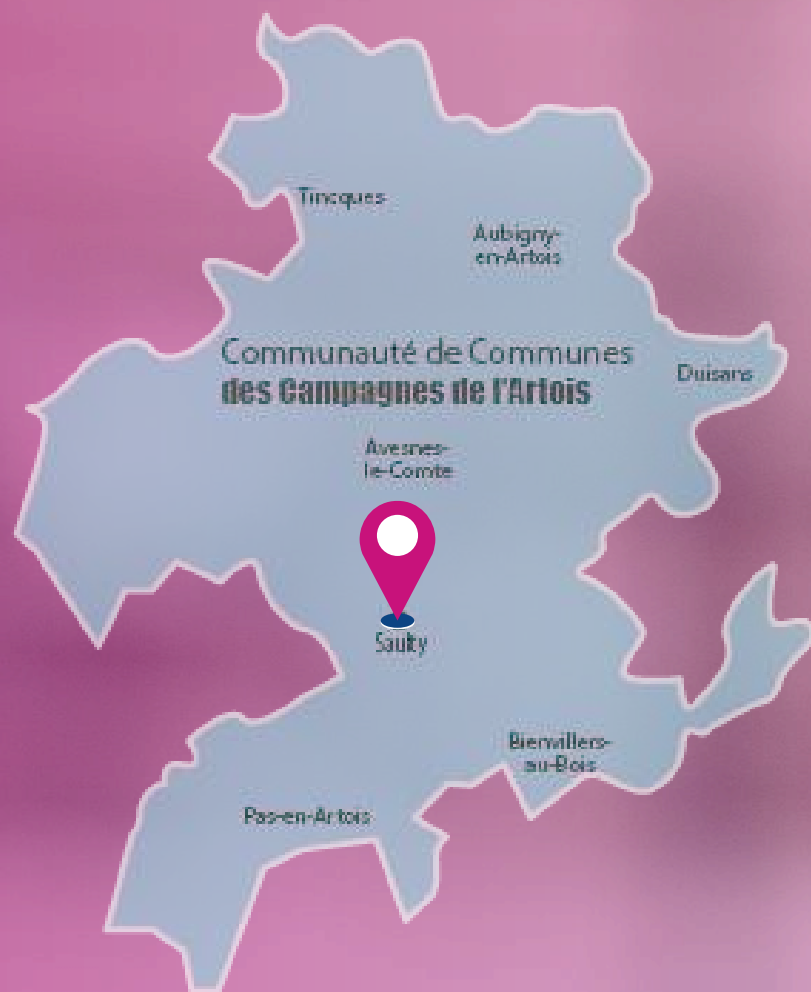 Tincques
Aubigny-
en-Artois
Communauté de Communes
des Campagnes de l'Artois
Duisans
Avesnes-
le-Comte
Saulty
Bienvillers-
au-Bois
Pas-en-Artois